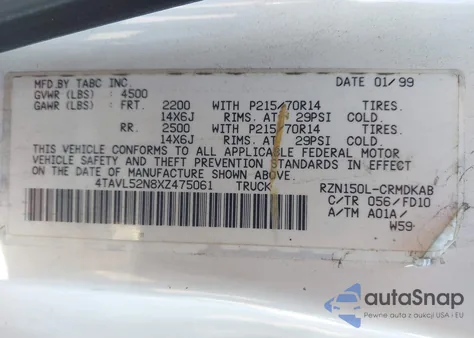 MFD BY TABC INC. DATE 01/99
GVWR (LBS) 4500
GAWR (LBS) : FRT. 2200 WITH P215/70R14 TIRES.
14X6J RIMS. AT 29PSI COLD.
RR. 2500 WITH P215/70R14 TIRES.
14X6J RIMS. AT 29PSI COLD.
THIS VEHICLE CONFORMS TO ALL APPLICABLE FEDERAL MOTOR
VEHICLE SAFETY AND THEFT PREVENTION STANDARDS IN EFFECT
ON THE DATE OF MANUFACTURE SHOWN ABOVE.
4TAVL52N8XZ475061 TRUCK RZN150L-CRMDKAB
C/TR 056/FD10
A/TM A01A/
W59
autoSnap
Pewne auta z aukcji USA i EU